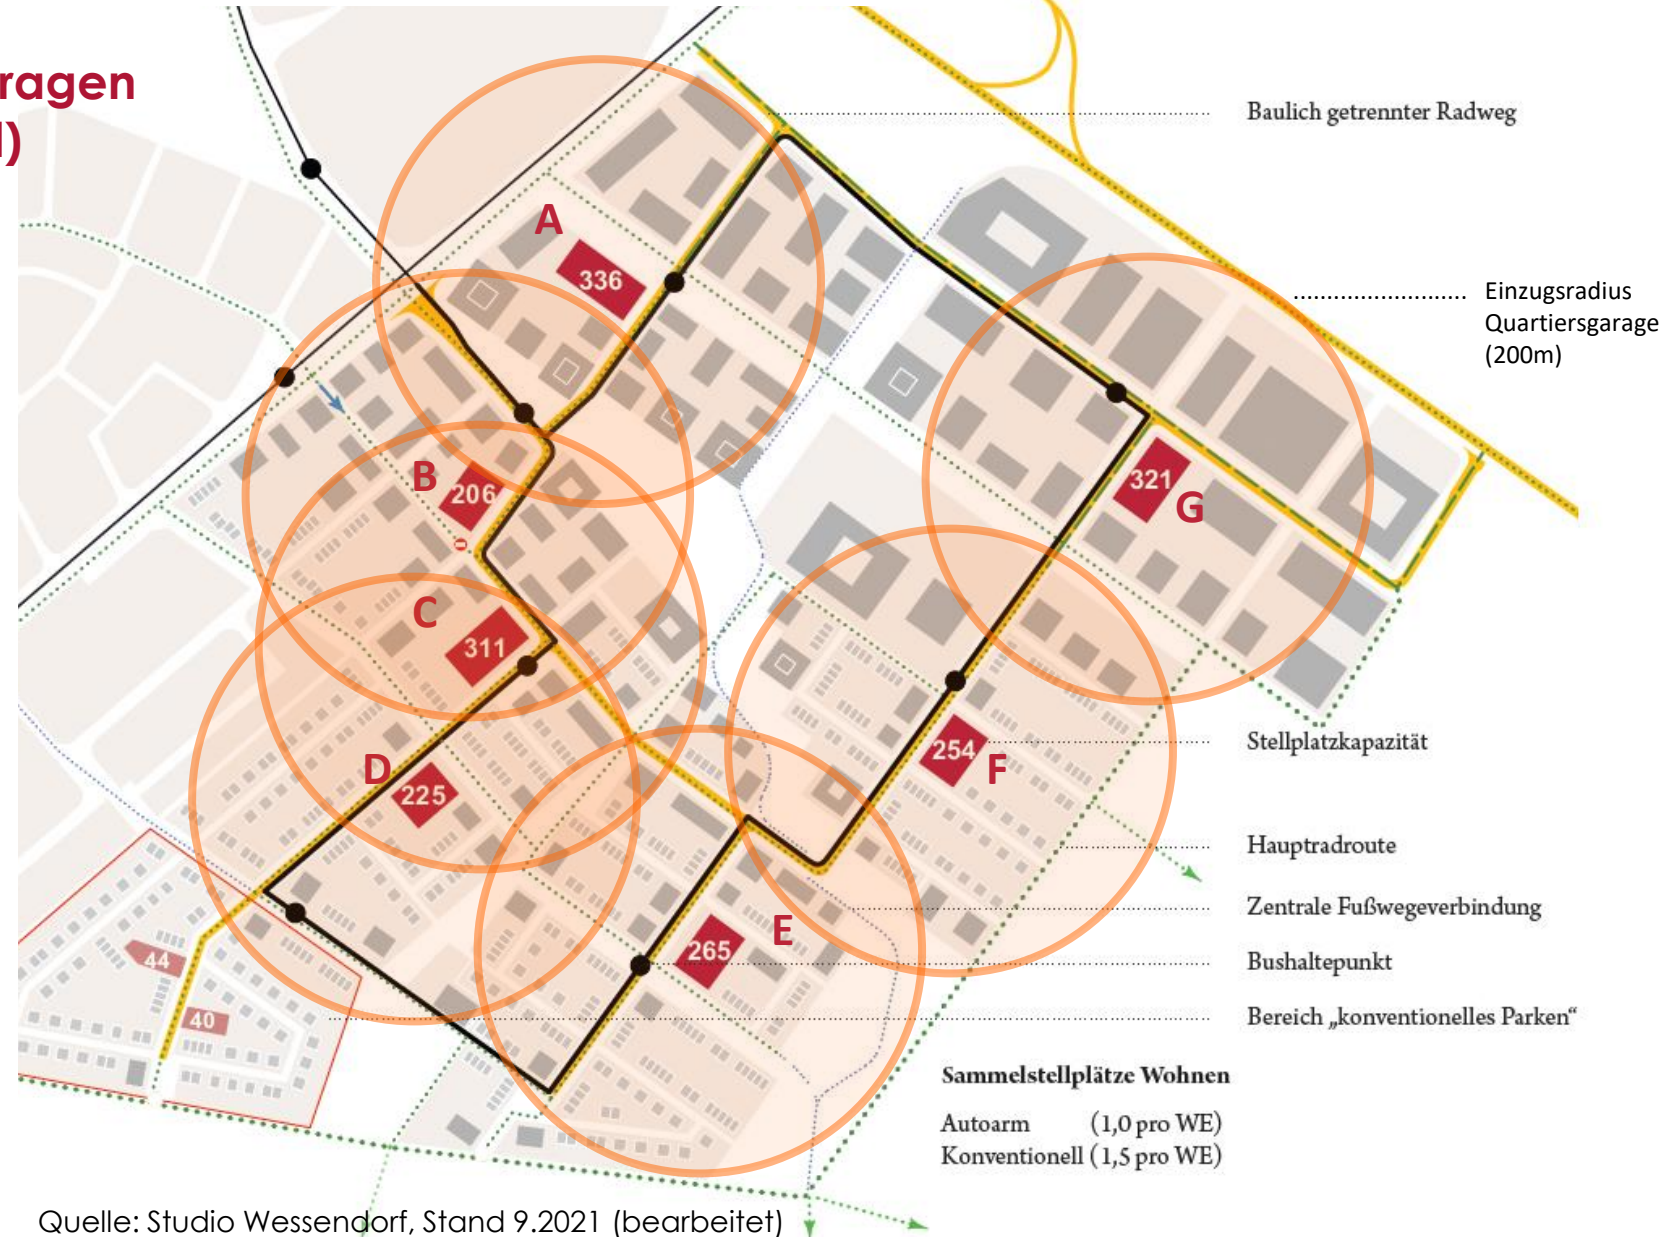 ragen
)
Baulich getrennter Radweg
A
336
Einzugsradius
Quartiersgarage
(200m)
B
206
321
G
C
311
D
225
254
F
Stellplatzkapazität
Hauptradroute
E
265
Zentrale Fußwegeverbindung
Bushaltepunkt
44
40
Bereich „konventionelles Parken“
Sammelstellplätze Wohnen
Autoarm (1,0 pro WE)
Konventionell (1,5 pro WE)
Quelle: Studio Wessendorf, Stand 9.2021 (bearbeitet)